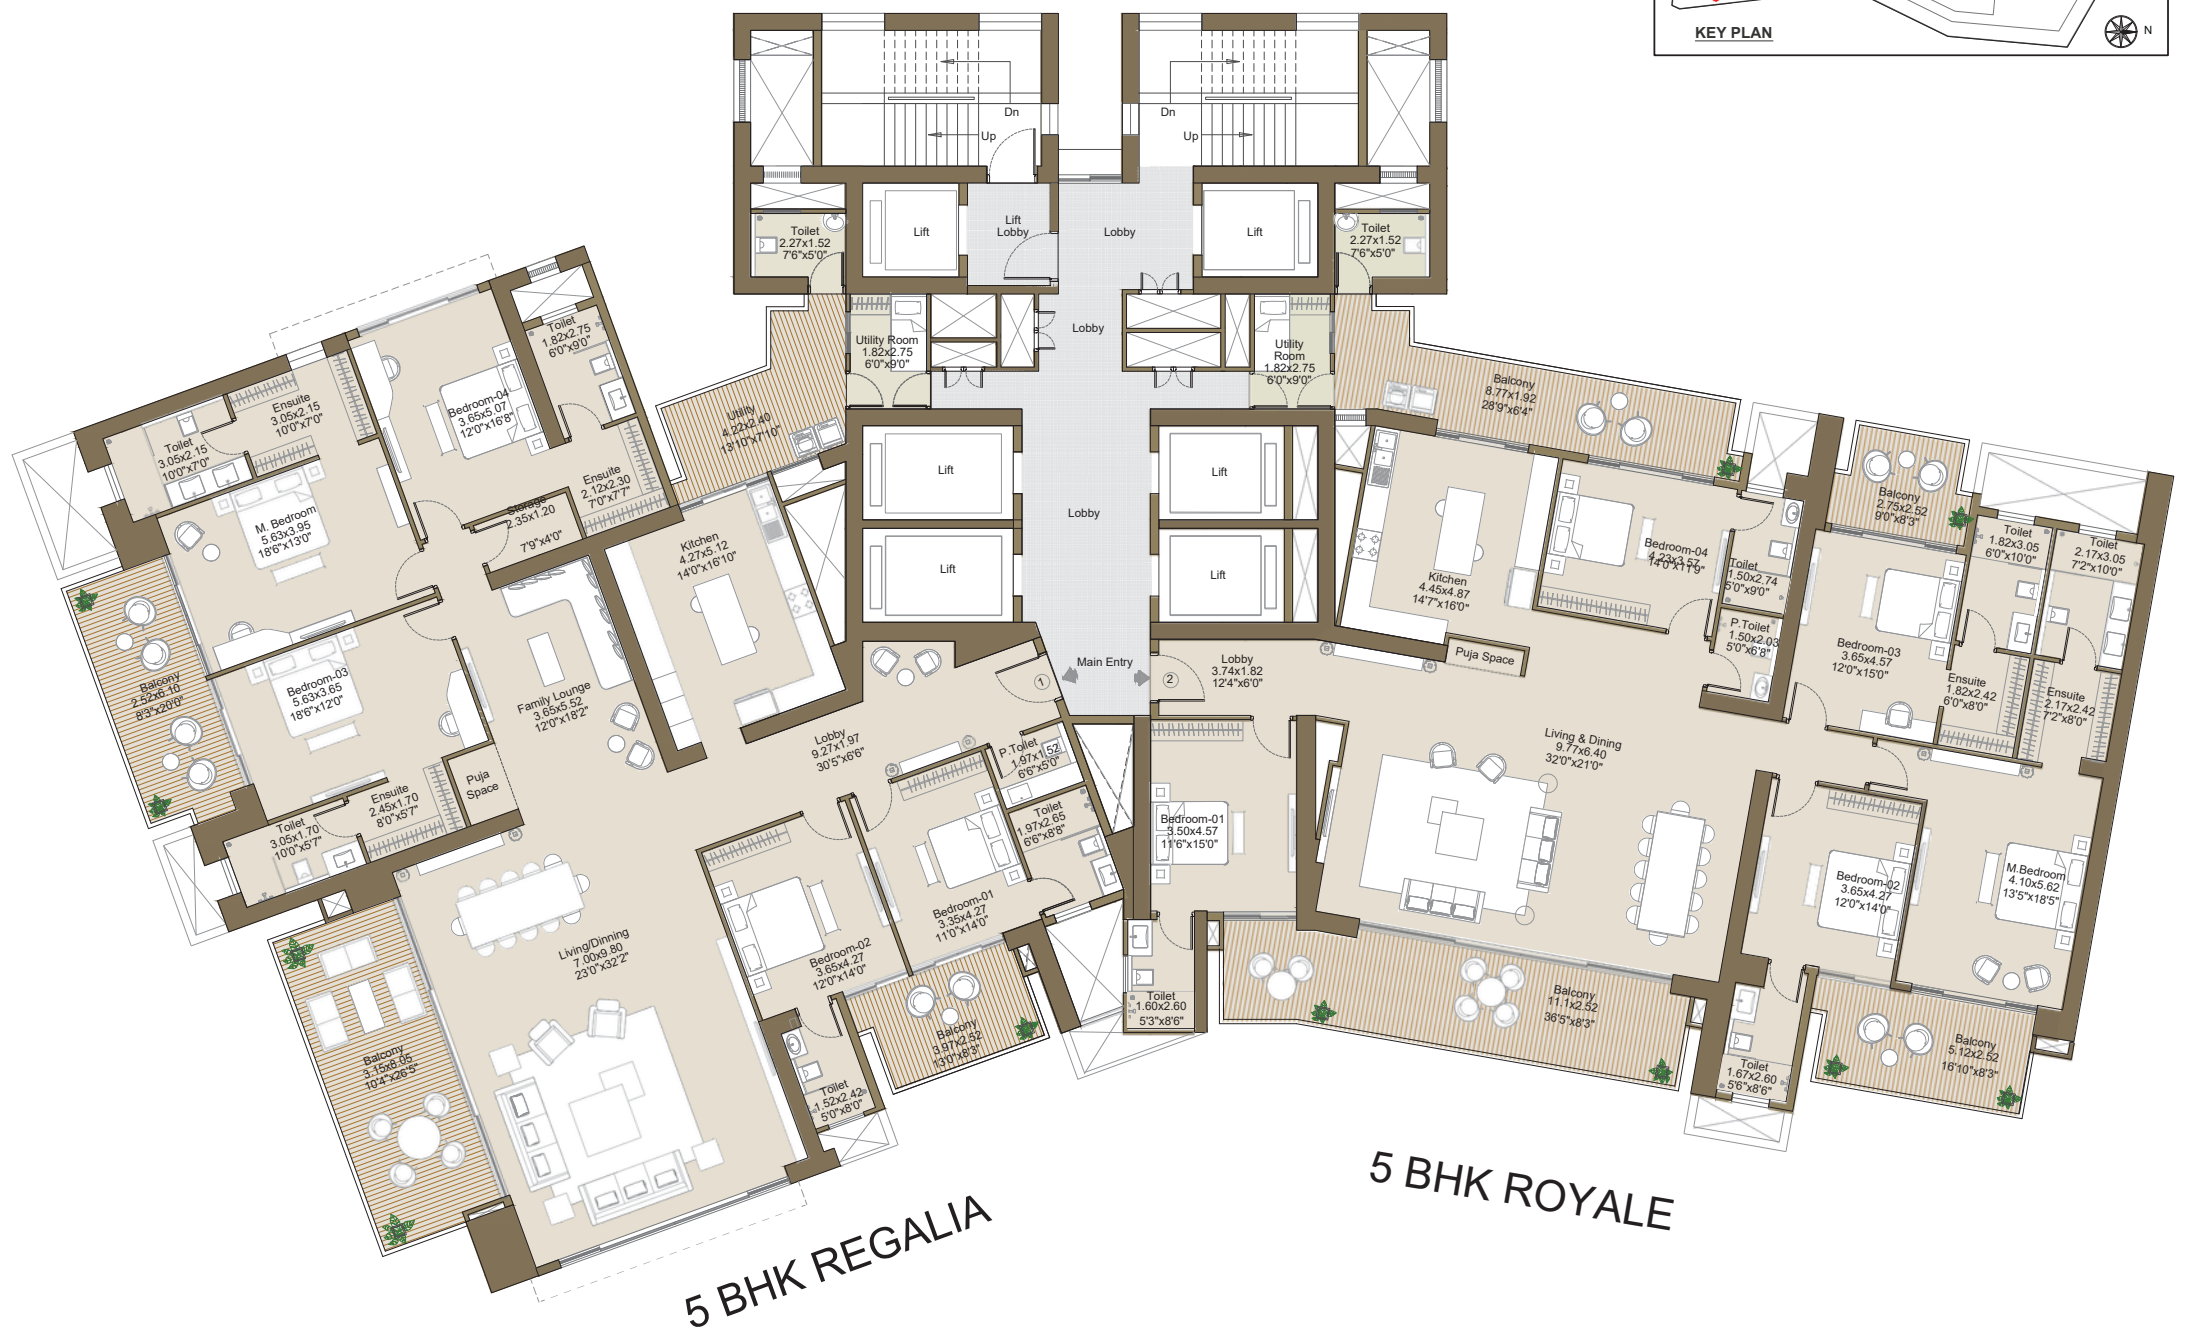 KEY PLAN
N
Dn
Up
Dn
Up
Toilet
2.27x1.52
7'6"x5'0"
Lift
Lift
Lobby
Lobby
Lift
Toilet
2.27x1.52
7'6"x5'0"
Lobby
Utility Room
1.82x2.75
6'0"x9'0"
Utility
Room
1.82x2.75
6'0"x9'0"
Toilet
1.82x2.75
6'0"x9'0"
Ensuite
3.05x2.15
10'0"x7'0"
Toilet
3.05x2.15
10'0"x7'0"
Bedroom-04
3.65x5.07
12'0"x16'8"
Ensuite
2.12x2.30
7'0"x7'7"
Storage
2.35x1.20
7'9"x4'0"
Utility
4.22x2.40
13'10"x7'10"
M. Bedroom
5.63x3.95
18'6"x13'0"
Kitchen
4.27x5.12
14'0"x16'10"
Lift
Lift
Lobby
Lift
Lift
Balcony
2.52x6.10
8'3"x20'0"
Bedroom-03
5.63x3.65
18'6"x12'0"
Family Lounge
3.65x5.52
12'0"x18'2"
Puja
Space
Ensuite
2.45x1.70
8'0"x5'7"
Toilet
3.05x1.70
10'0"x5'7"
Lobby
9.27x1.97
30'5"x6'6"
Main Entry
1
2
P.Toilet
1.97x1.52
6'6"x5'0"
Toilet
1.97x2.65
6'6"x8'8"
Bedroom-01
3.35x4.27
11'0"x14'0"
Bedroom-02
3.65x4.27
12'0"x14'0"
Living/Dinning
7.00x9.80
23'0"x32'2"
Balcony
3.15x8.05
10'4"x26'5"
Balcony
3.97x2.52
13'0"x8'3"
Toilet
1.52x2.42
5'0"x8'0"
5 BHK REGALIA
Balcony
8.77x1.92
28'9"x6'4"
Kitchen
4.45x4.87
14'7"x16'0"
Bedroom-04
4.23x3.57
14'0"x11'9"
Toilet
1.50x2.74
5'0"x9'0"
P.Toilet
1.50x2.03
5'0"x6'8"
Balcony
2.75x2.52
9'0"x8'3"
Toilet
1.82x3.05
6'0"x10'0"
Toilet
2.17x3.05
7'2"x10'0"
Bedroom-03
3.65x4.57
12'0"x15'0"
Ensuite
1.82x2.42
6'0"x8'0"
Ensuite
2.17x2.42
7'2"x8'0"
Lobby
3.74x1.82
12'4"x6'0"
Puja Space
Living & Dining
9.77x6.40
32'0"x21'0"
Bedroom-01
3.50x4.57
11'6"x15'0"
Bedroom-02
3.65x4.27
12'0"x14'0"
M.Bedroom
4.10x5.62
13'5"x18'5"
Toilet
1.60x2.60
5'3"x8'6"
Balcony
11.1x2.52
36'5"x8'3"
Toilet
1.67x2.60
5'6"x8'6"
Balcony
5.12x2.52
16'10"x8'3"
5 BHK ROYALE